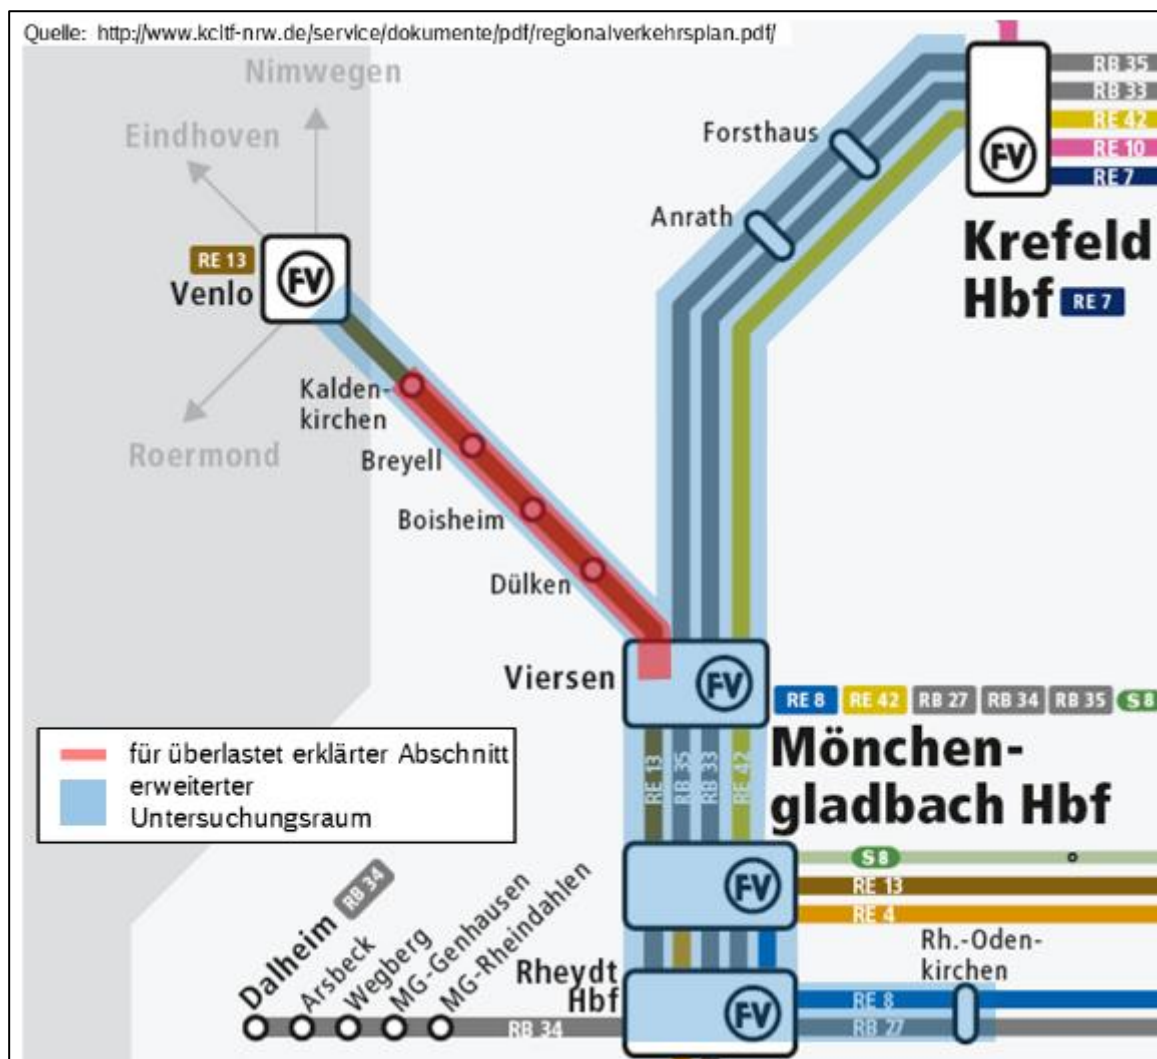 Quelle: http://www.kcitf-nrw.de/service/dokumente/pdf/regionalverkehrsplan.pdf/
Nimwegen
Eindhoven
RE 13
Venlo
FV
Roermond
Kalden-
kirchen
Breyell
Boisheim
Dülken
Forsthaus
Anrath
FV
RB 35
RB 33
RE 42
RE 10
RE 7
Krefeld
Hbf RE 7
Viersen
FV
RE 8 RE 42 RB 27 RB 34 RB 35 S 8
Mönchen-
gladbach Hbf
RE 13
RB 35
RB 33
RE 42
für überlastet erklärter Abschnitt
erweiterter
Untersuchungsraum
FV
S 8
RE 13
RE 4
Rh.-Oden-
kirchen
Dalheim RB 34
Arsbeck
Wegberg
MG-Genhausen
MG-Rheindahlen
RB 34
Rheydt
Hbf
FV
RE 8
RB 27